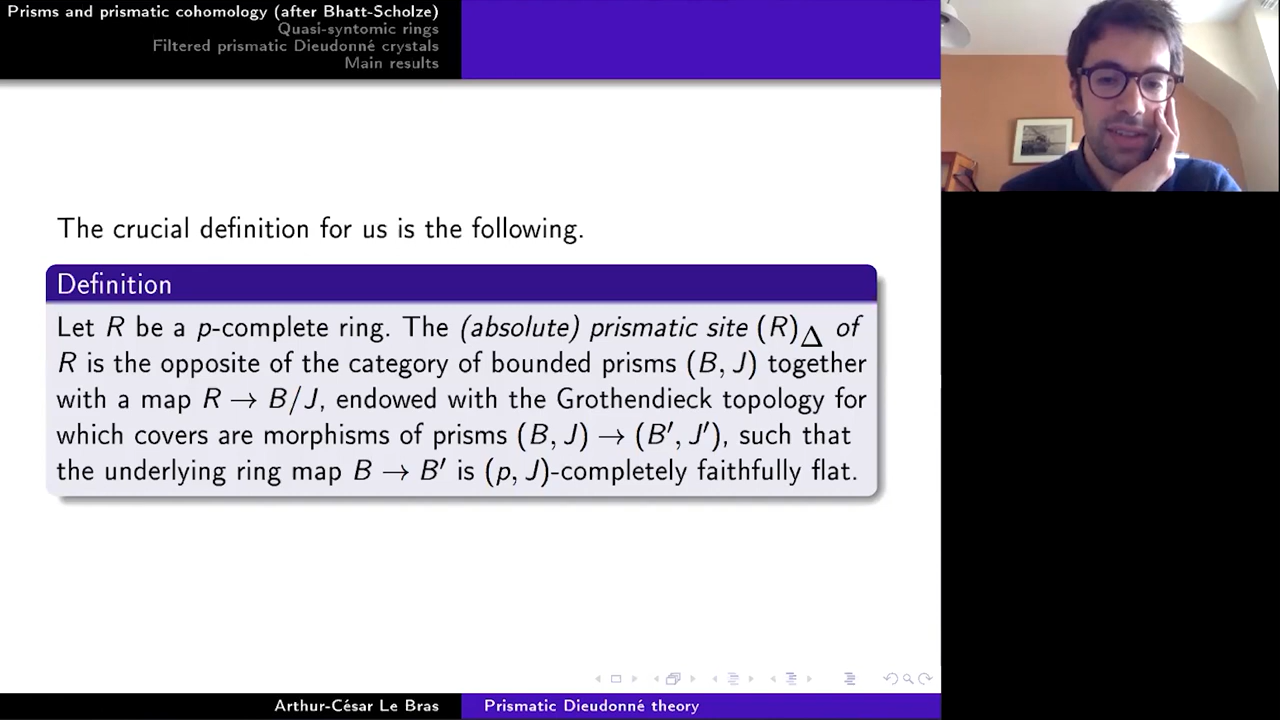 Prisms and prismatic cohomology (after Bhatt-Scholze)
Quasi-syntomic rings
Filtered prismatic Dieudonné crystals
Main results
The crucial definition for us is the following.
Definition
Let R be a p-complete ring. The (absolute) prismatic site (R)_Δ of
R is the opposite of the category of bounded prisms (B, J) together
with a map R → B/J, endowed with the Grothendieck topology for
which covers are morphisms of prisms (B, J) → (B′, J′), such that
the underlying ring map B → B′ is (p, J)-completely faithfully flat.
Arthur-César Le Bras
Prismatic Dieudonné theory